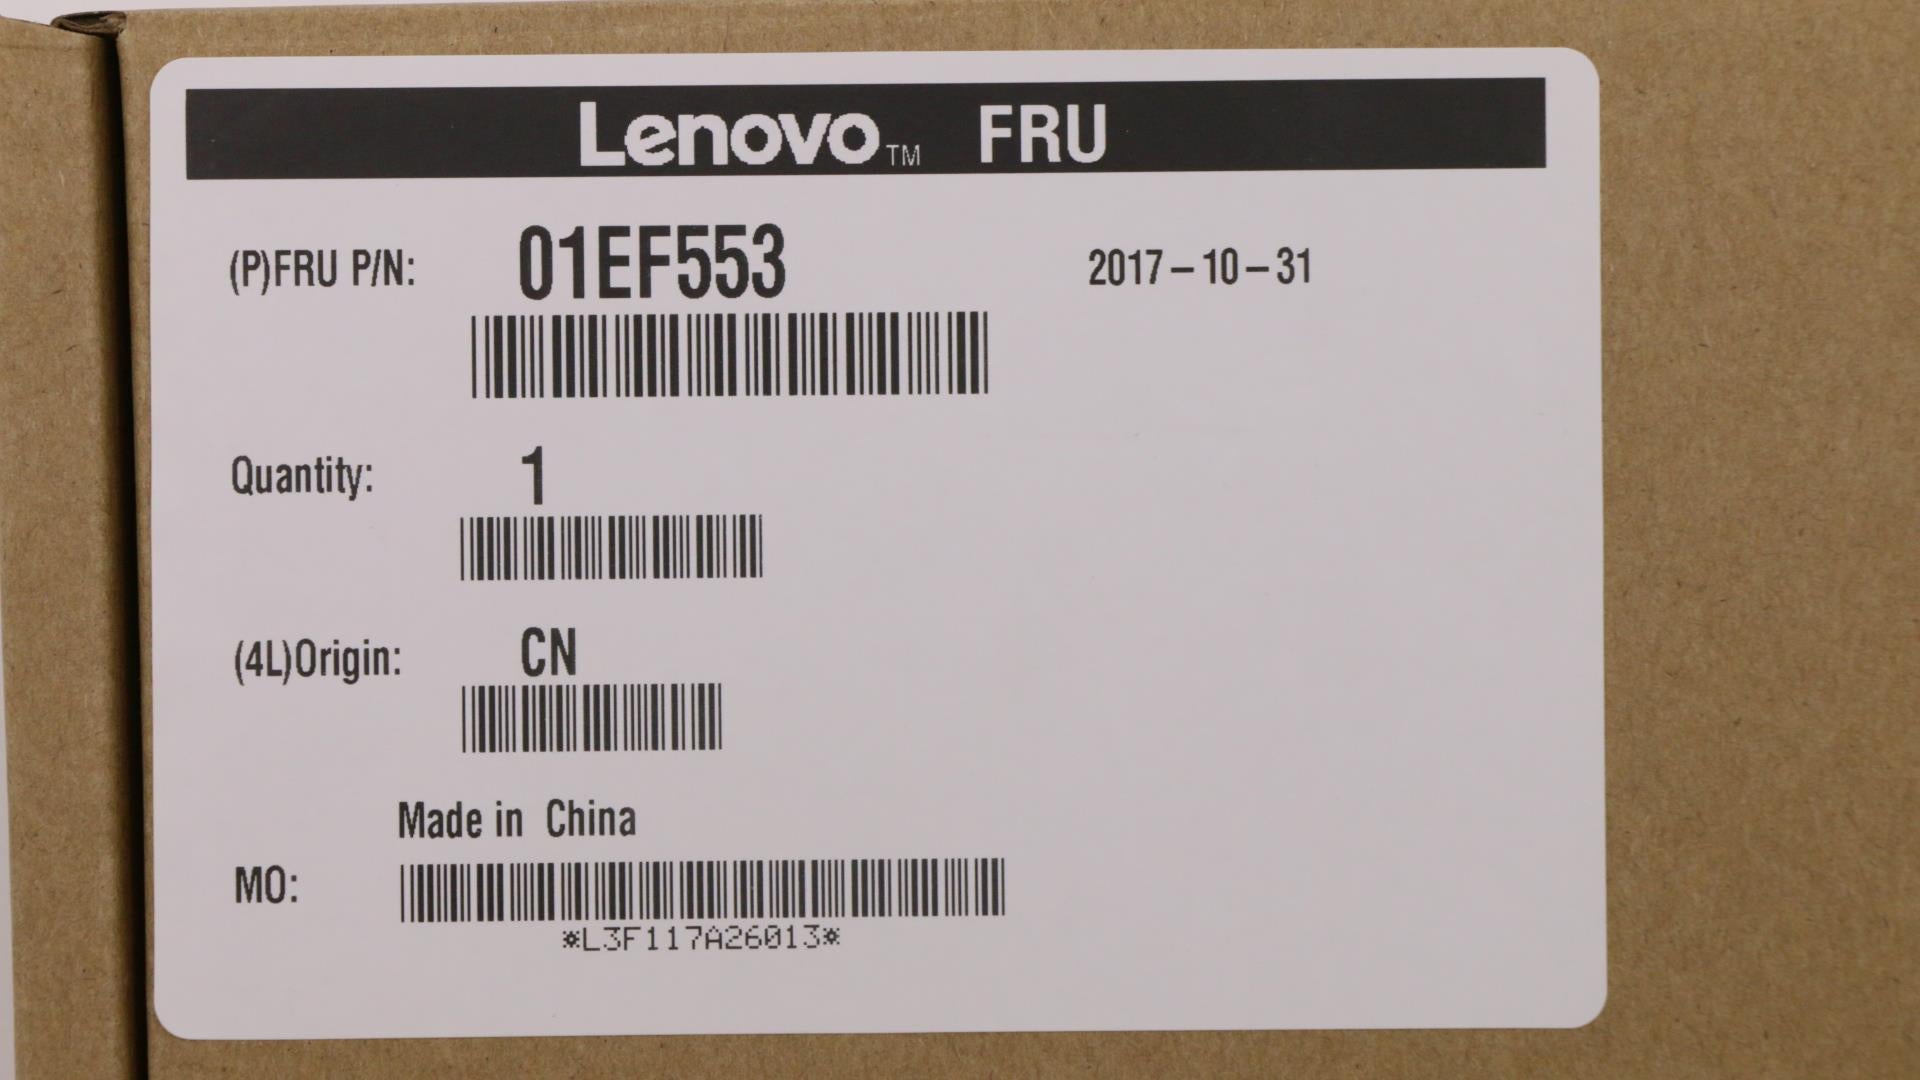 Lenovo™ FRU
(P)FRU P/N: 01EF553 2017-10-31
Quantity: 1
(4L)Origin: CN
Made in China
MO:
*L3F117A26013*